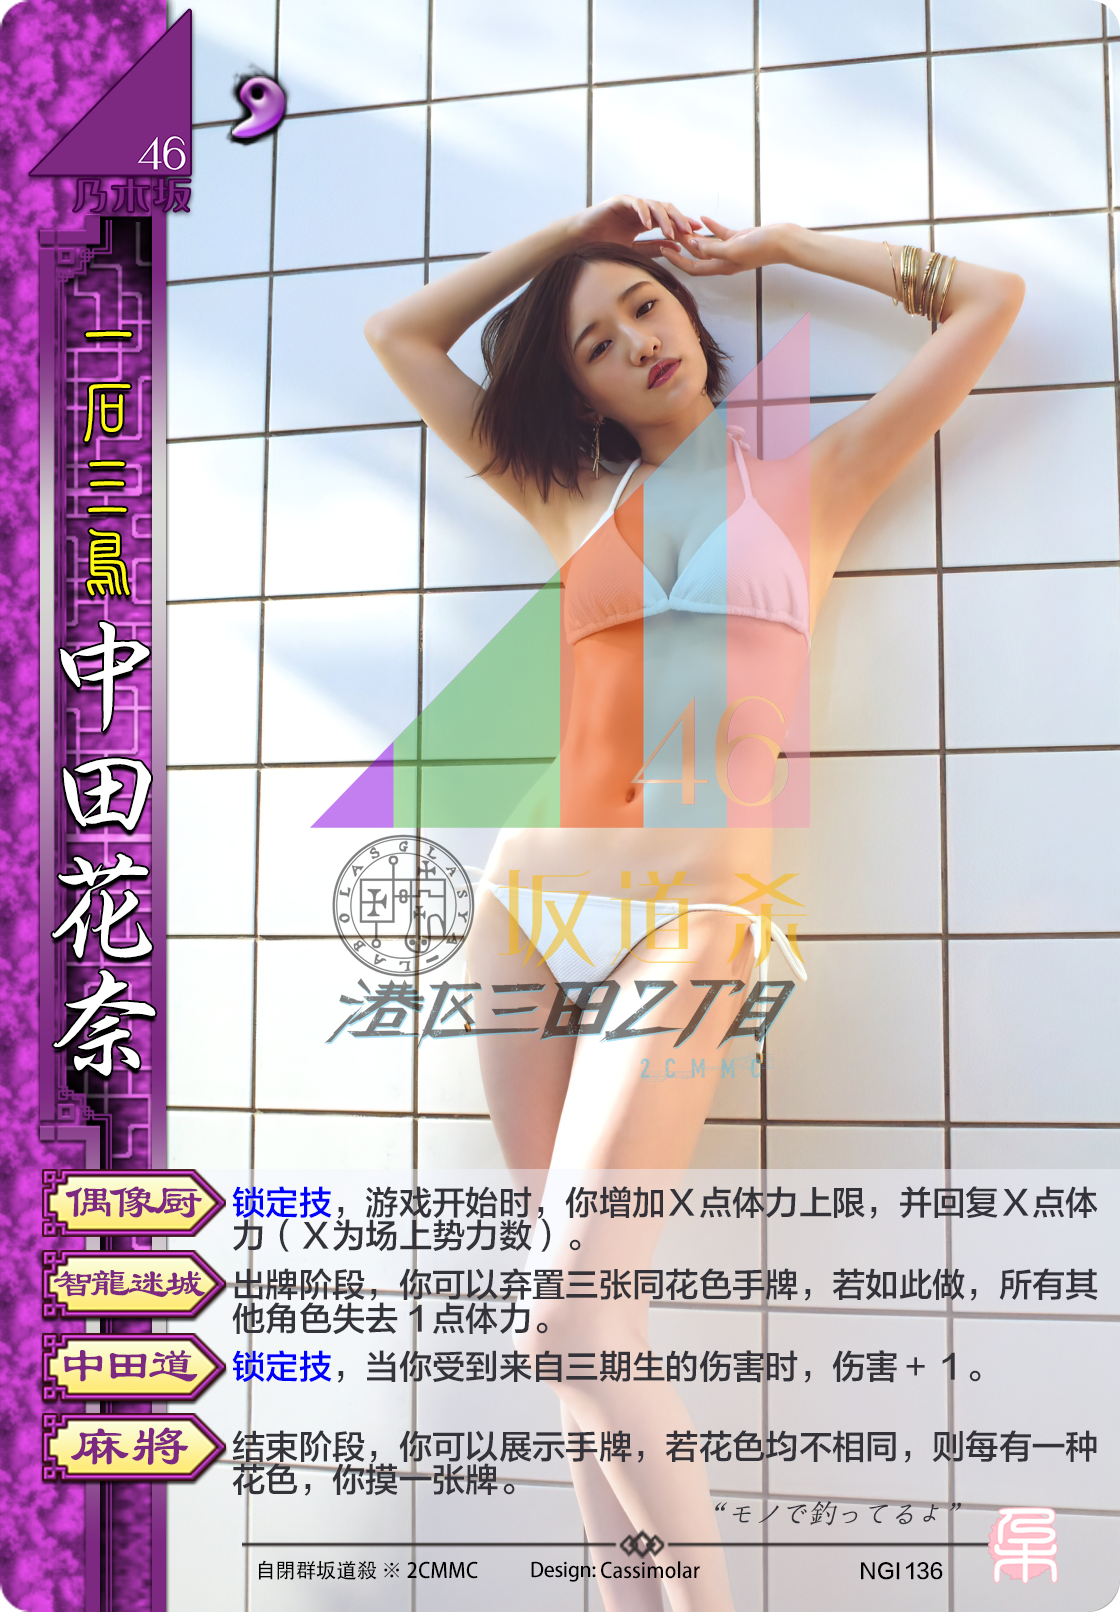 46
乃木坂
一石三鳥
中田花奈
46
GLASYA-LABOLAS
坂道杀
港区三田乙丁目
2CMMC
偶像厨
锁定技，游戏开始时，你增加X点体力上限，并回复X点体
力（X为场上势力数）。
智龍迷城
出牌阶段，你可以弃置三张同花色手牌，若如此做，所有其
他角色失去1点体力。
中田道
锁定技，当你受到来自三期生的伤害时，伤害+1。
麻將
结束阶段，你可以展示手牌，若花色均不相同，则每有一种
花色，你摸一张牌。
“モノで釣ってるよ”
自閉群坂道殺 ※ 2CMMC
Design: Cassimolar
NGI136